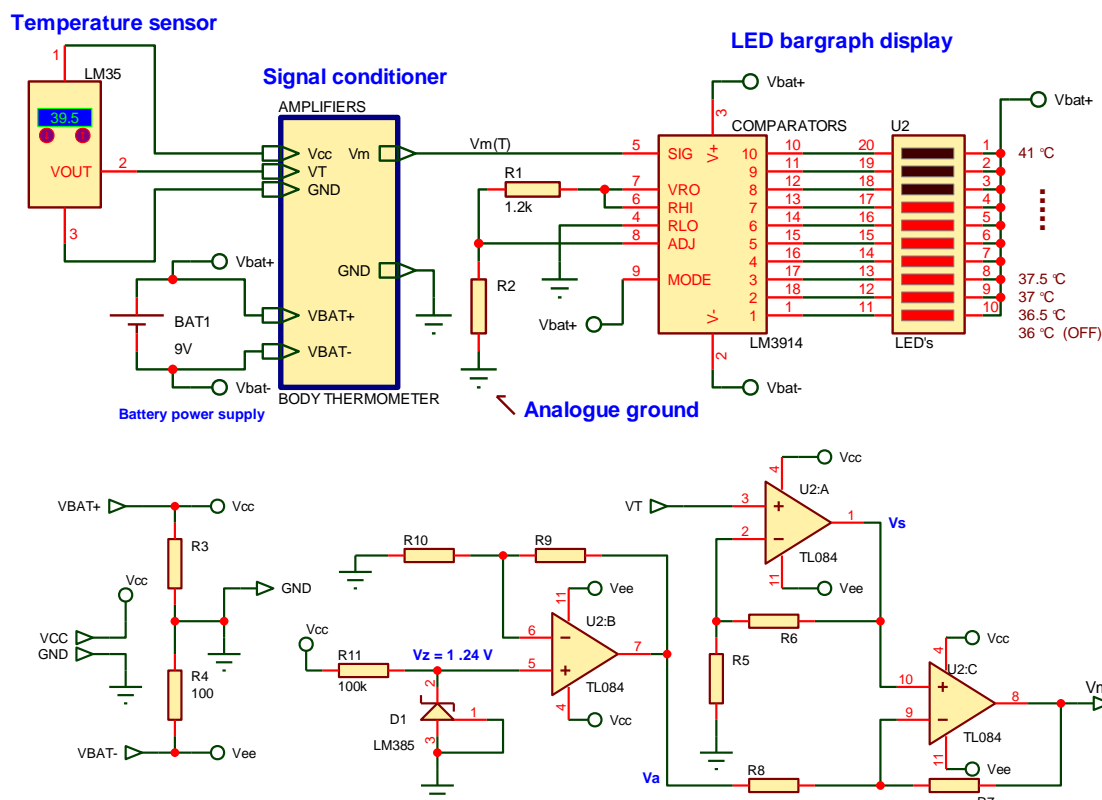 Temperature sensor
LED bargraph display
1
LM35
39.5
VOUT
2
3
Signal conditioner
AMPLIFIERS
Vcc
VT
GND
Vm
GND
VBAT+
VBAT-
BODY THERMOMETER
Vbat+
BAT1
9V
Vbat-
Battery power supply
Vm(T)
R1
1.2k
R2
Vbat+
Analogue ground
Vbat+
3
COMPARATORS
5 SIG V+ 10 10
11 9
7 VRO 8 12
6 RHI 7 13
4 RLO 6 14
8 ADJ 5 15
4 16
9 MODE 3 17
2 18
V- 1 1
LM3914
2
Vbat-
U2
20 1
19 2
18 3
17 4
16 5
15 6
14 7
13 8
12 9
11 10
LED's
Vbat+
41 °C
37.5 °C
37 °C
36.5 °C
36 °C (OFF)
VBAT+
Vcc
R3
Vcc
GND
VCC
GND
R4
100
VBAT-
Vee
R10
R9
Vee
11
U2:B
6
7
5
TL084
4
Vcc
Vcc
R11
100k
Vz = 1 .24 V
2
D1
1
LM385
3
Vcc
4
U2:A
VT
3
1
Vs
2
TL084
11
Vee
R6
R5
Vcc
4
U2:C
10
8
9
TL084
11
Vee
Va
R8